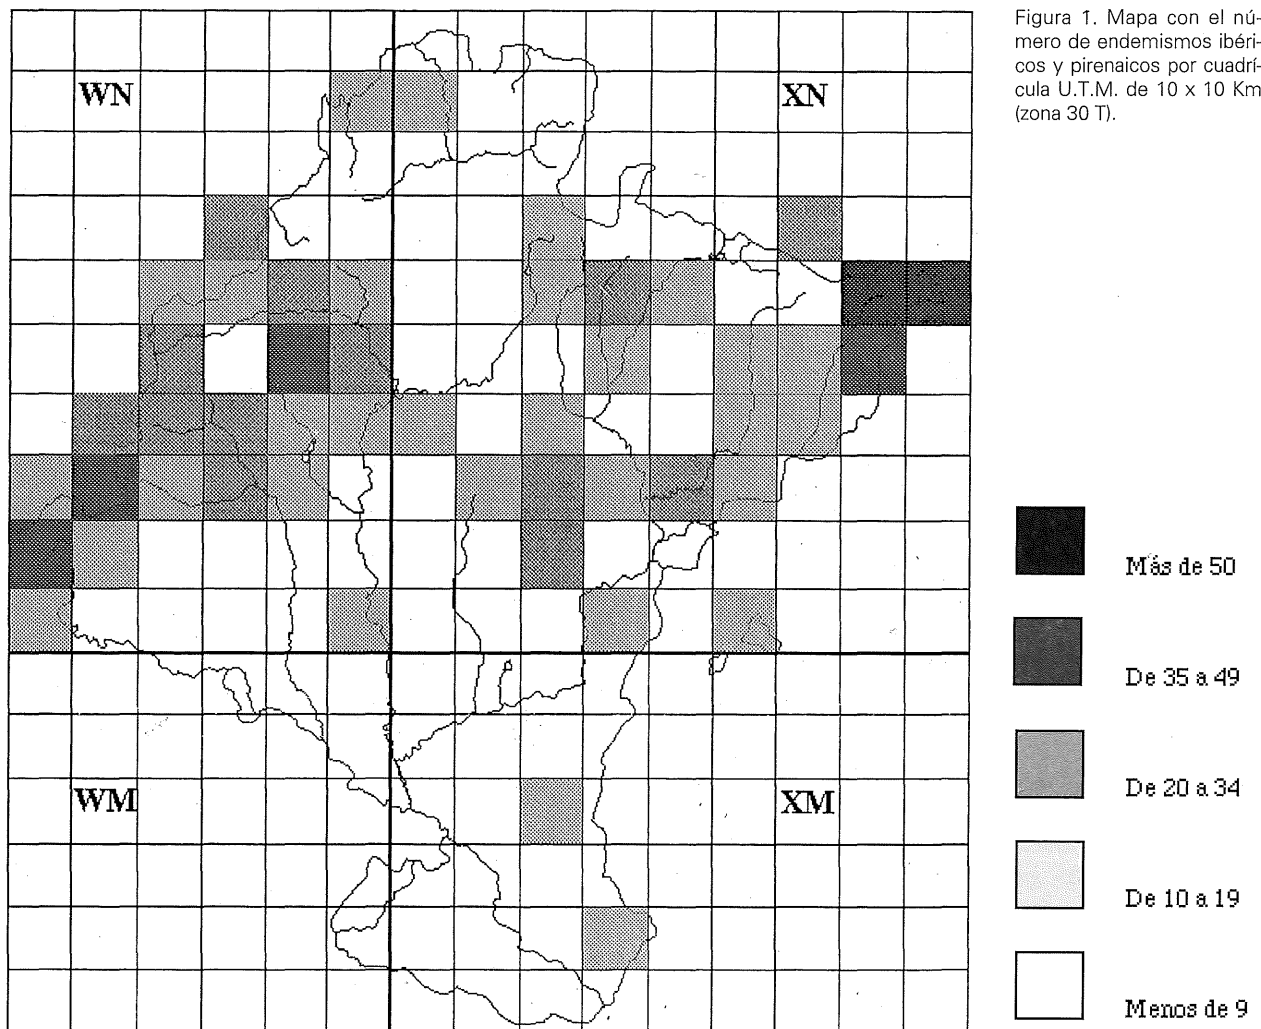 Figura 1. Mapa con el nú-
mero de endemismos ibéri-
cos y pirenaicos por cuadrí-
cula U.T.M. de 10 x 10 Km
(zona 30 T).
WN
XN
WM
XM
Más de 50
De 35 a 49
De 20 a 34
De 10 a 19
Menos de 9